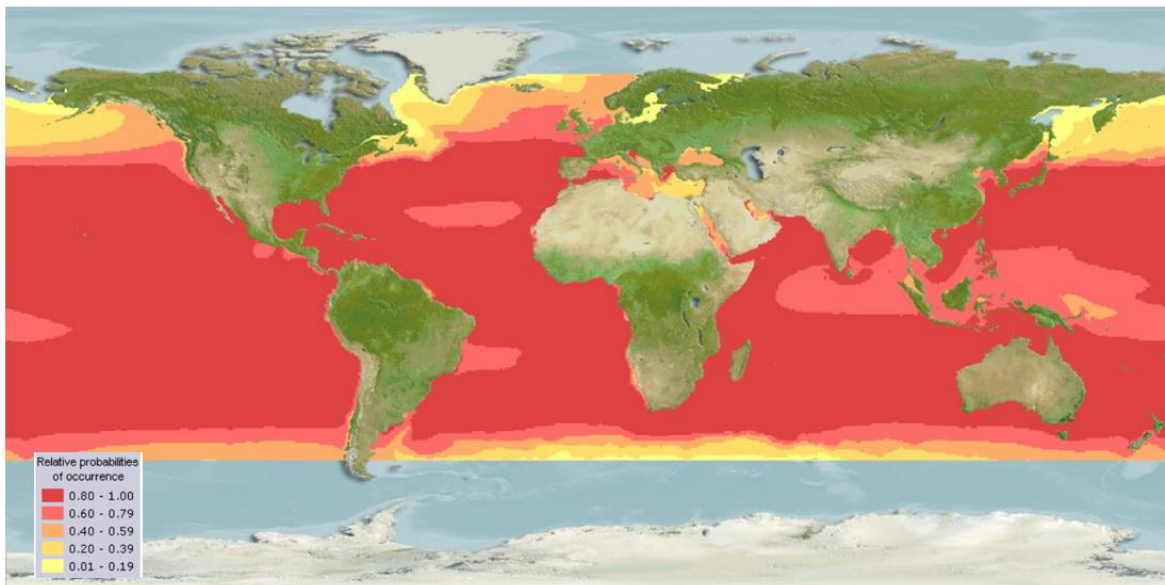 Relative probabilities
of occurrence
0.80 - 1.00
0.60 - 0.79
0.40 - 0.59
0.20 - 0.39
0.01 - 0.19